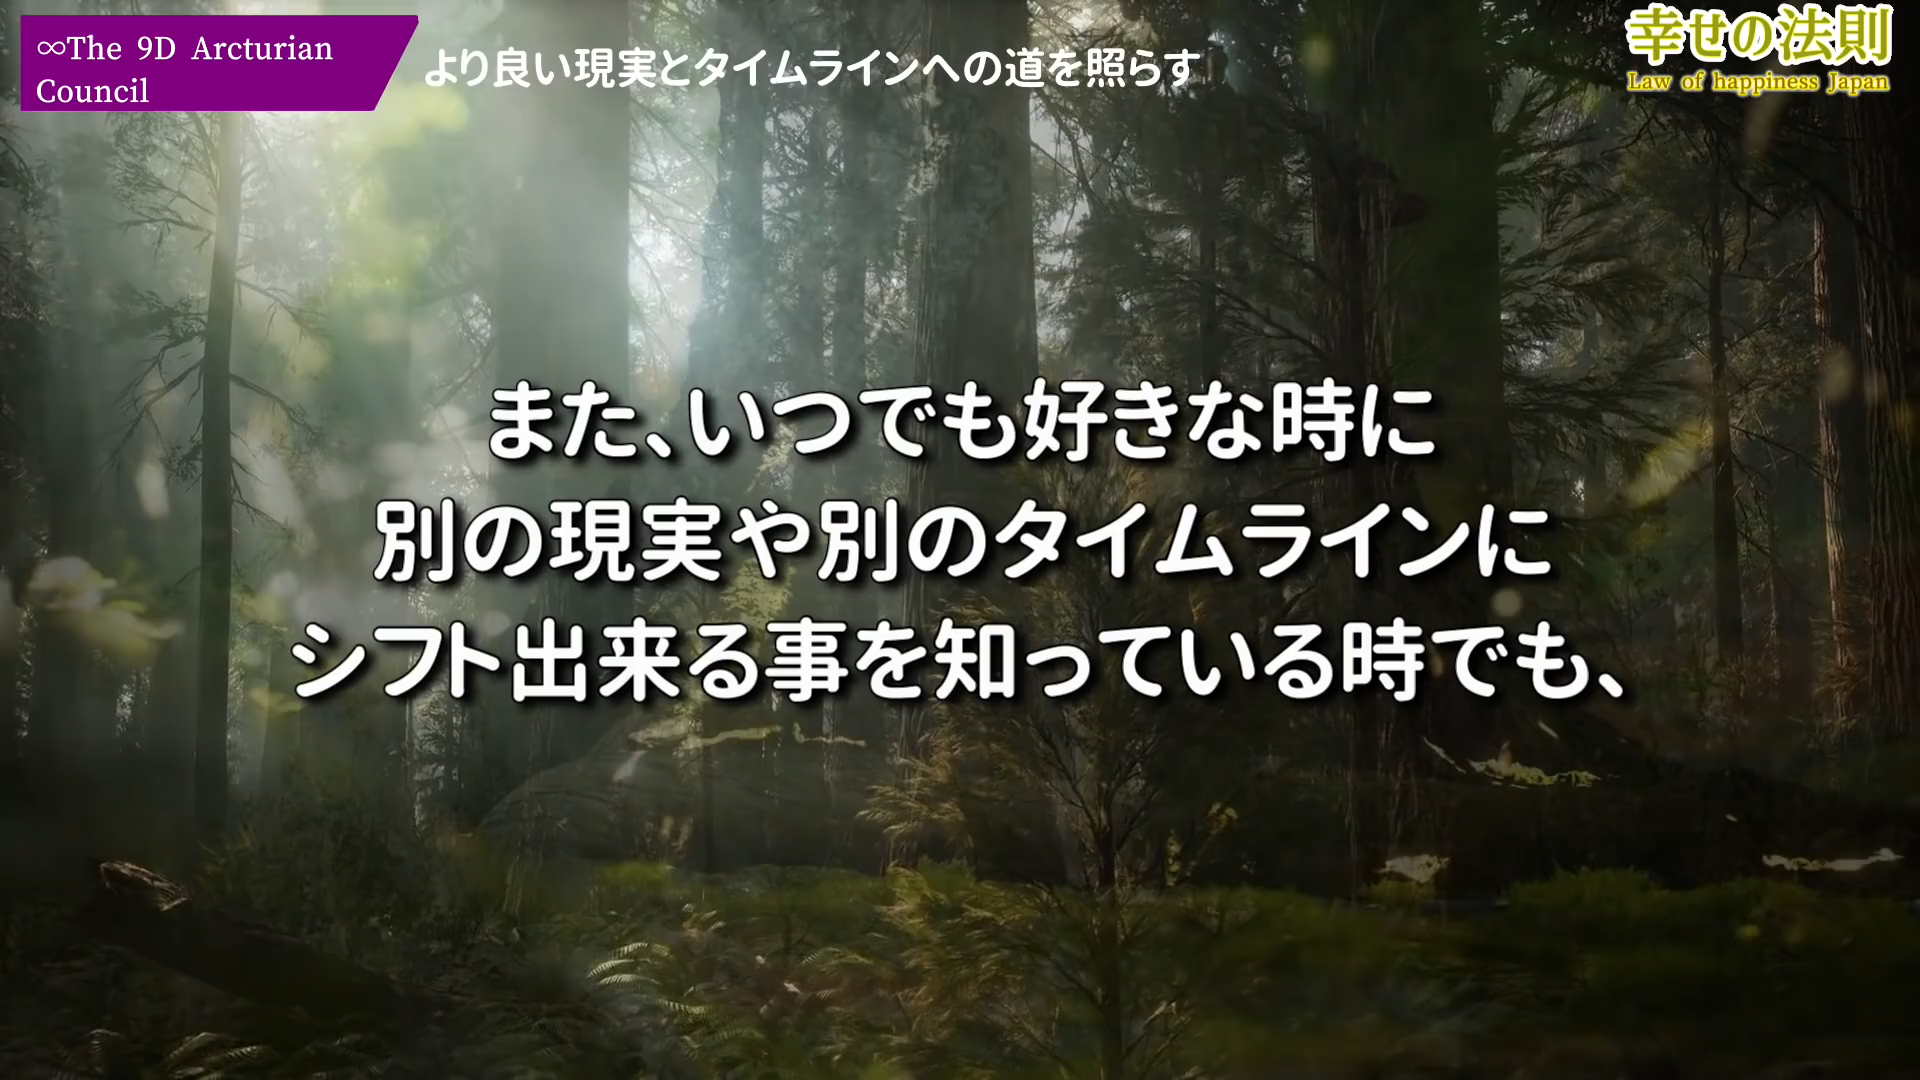 ∞The 9D Arcturian
Council
より良い現実とタイムラインへの道を照らす
幸せの法則
Law of happiness Japan
また、いつでも好きな時に
別の現実や別のタイムラインに
シフト出来る事を知っている時でも、